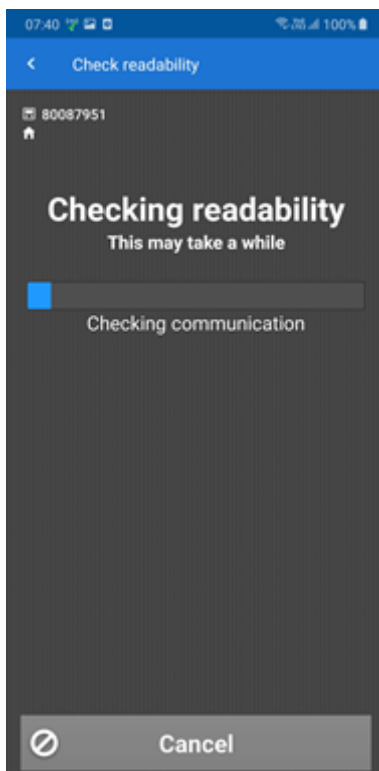 07:40 100%
Check readability
80087951
Checking readability
This may take a while
Checking communication
Cancel